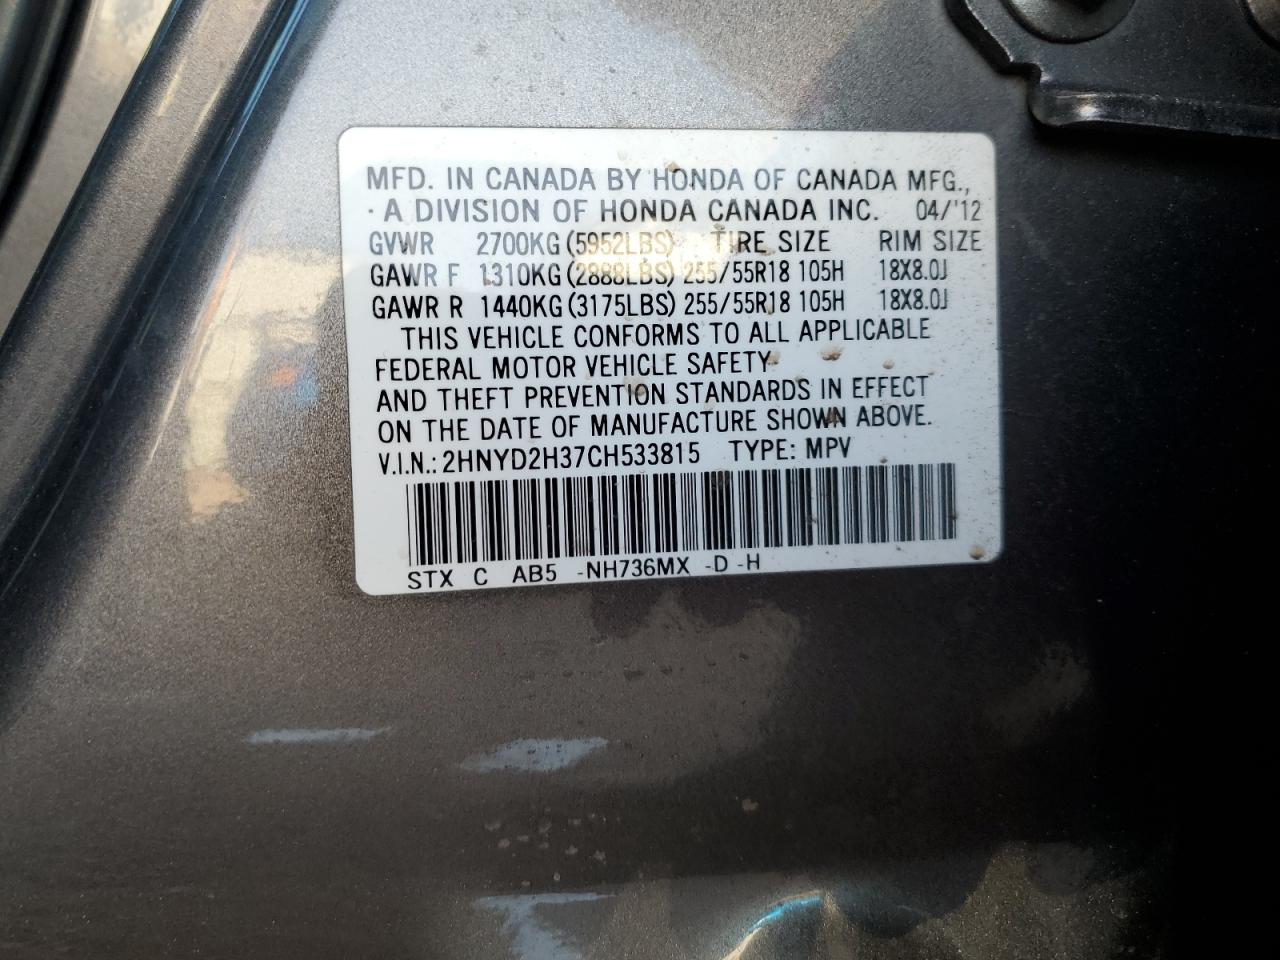 MFD. IN CANADA BY HONDA OF CANADA MFG.,
A DIVISION OF HONDA CANADA INC. 04/'12
GVWR 2700KG (5952LBS) TIRE SIZE RIM SIZE
GAWR F 1310KG (2888LBS) 255/55R18 105H 18X8.0J
GAWR R 1440KG (3175LBS) 255/55R18 105H 18X8.0J
THIS VEHICLE CONFORMS TO ALL APPLICABLE
FEDERAL MOTOR VEHICLE SAFETY
AND THEFT PREVENTION STANDARDS IN EFFECT
ON THE DATE OF MANUFACTURE SHOWN ABOVE.
V.I.N.: 2HNYD2H37CH533815 TYPE: MPV
STX C AB5 -NH736MX -D -H